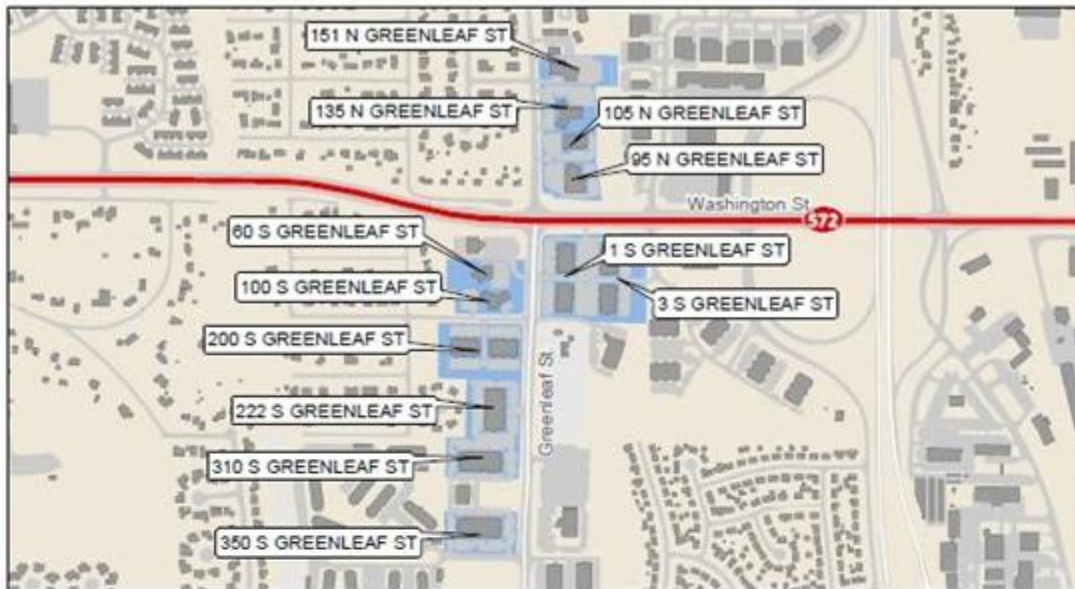 151 N GREENLEAF ST
135 N GREENLEAF ST
105 N GREENLEAF ST
95 N GREENLEAF ST
Washington St
572
60 S GREENLEAF ST
1 S GREENLEAF ST
100 S GREENLEAF ST
3 S GREENLEAF ST
200 S GREENLEAF ST
Greenleaf St
222 S GREENLEAF ST
310 S GREENLEAF ST
350 S GREENLEAF ST